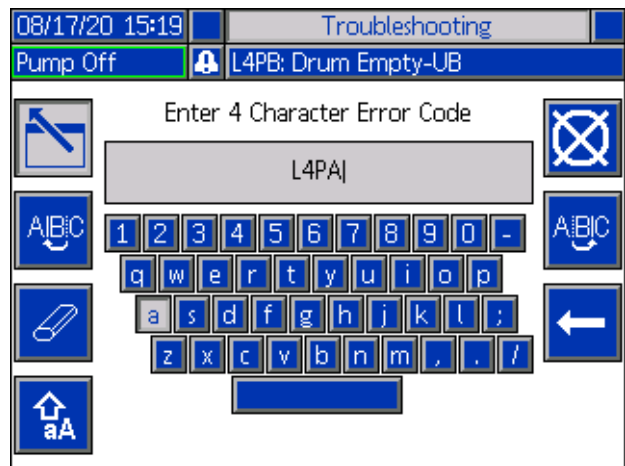 08/17/20 15:19 Troubleshooting
Pump Off L4PB: Drum Empty-UB
Enter 4 Character Error Code
L4PA
ABC 1 2 3 4 5 6 7 8 9 0 - ABC
q w e r t y u i o p
a s d f g h j k l ;
z x c v b n m , . /
aA